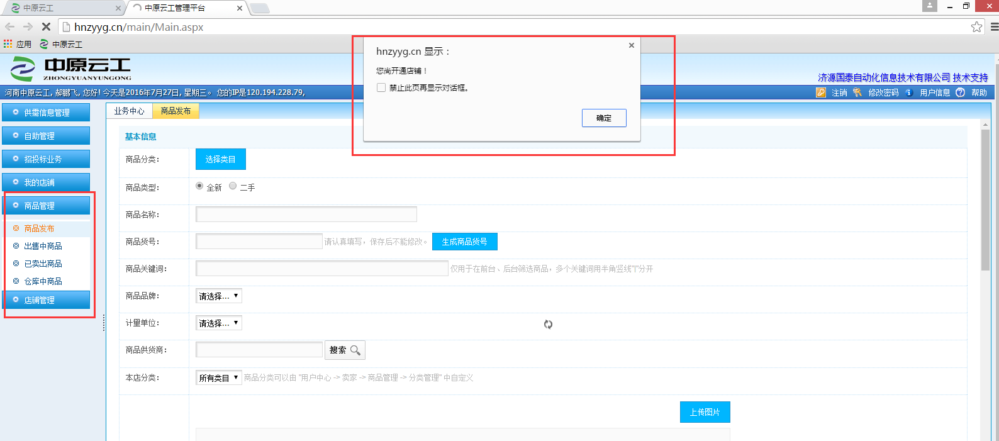 中原云工
中原云工管理平台
hnzyyg.cn/main/Main.aspx
应用
中原云工
中原云工
ZHONGYUANYUNGONG
济源国泰自动化信息技术有限公司 技术支持
河南中原云工, 郝鹏飞, 您好! 今天是2016年7月27日, 星期三。 您的IP是120.194.228.79,
注销
修改密码
用户信息
帮助
hnzyyg.cn 显示：
您尚开通店铺！
禁止此页再显示对话框。
确定
供需信息管理
自助管理
招投标业务
我的店铺
商品管理
商品发布
出售中商品
已卖出商品
仓库中商品
店铺管理
业务中心
商品发布
基本信息
商品分类:
选择类目
商品类型:
全新
二手
商品名称:
商品货号:
请认真填写，保存后不能修改。
生成商品货号
商品关键词:
仅用于在前台、后台筛选商品，多个关键词用半角竖线"|"分开
商品品牌:
请选择...
计量单位:
请选择...
商品供货商:
搜索
本店分类:
所有类目
商品分类可以由 "用户中心 -> 卖家 -> 商品管理 -> 分类管理" 中自定义
上传图片